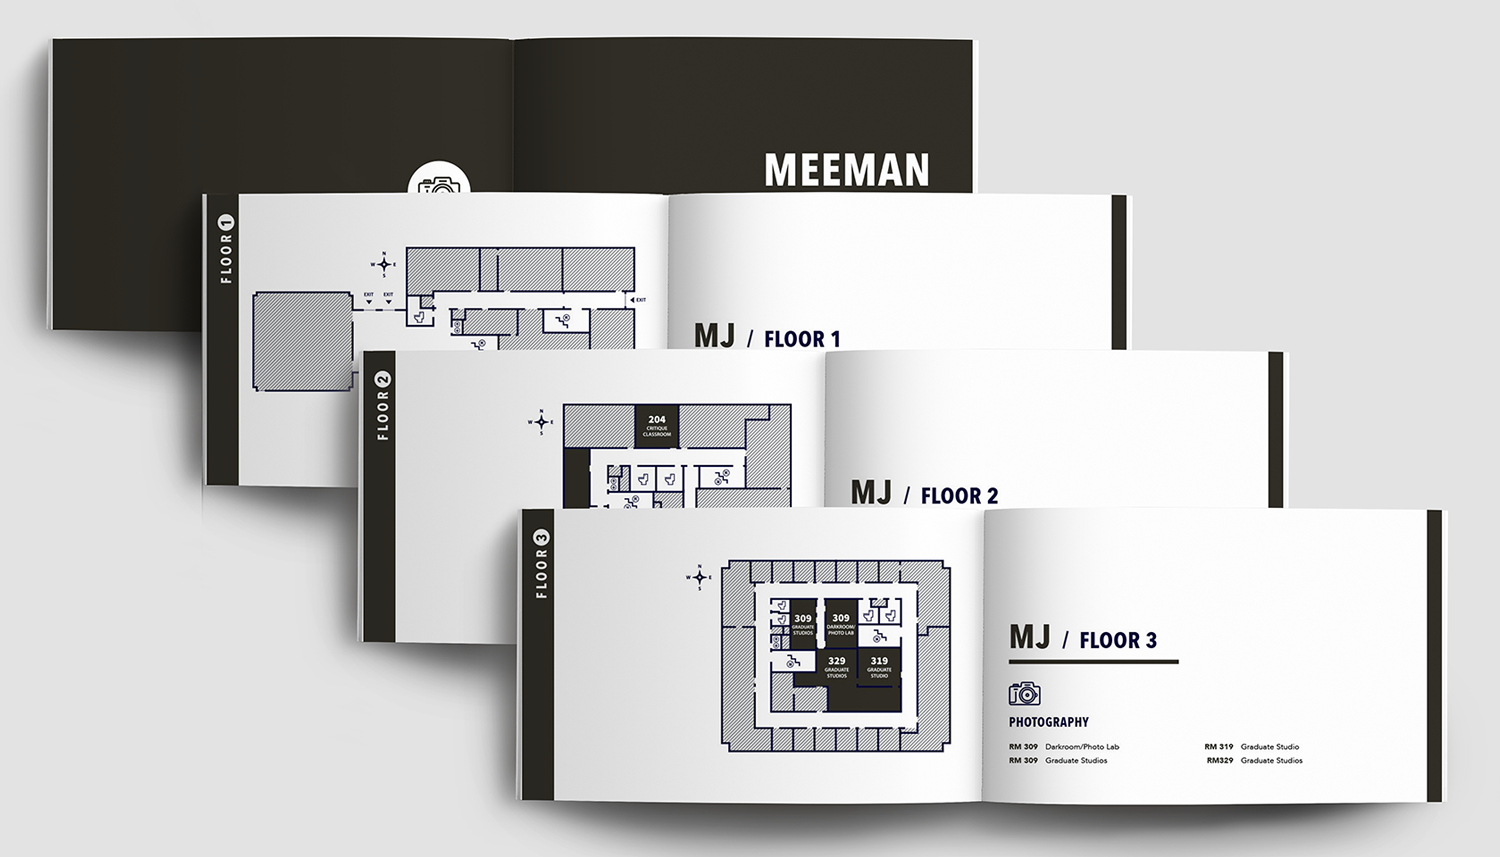 MEEMAN
FLOOR 1
N
W E
S
EXIT EXIT
EXIT
MJ / FLOOR 1
FLOOR 2
N
W E
S
204
CRITIQUE
CLASSROOM
MJ / FLOOR 2
FLOOR 3
N
W E
S
309
GRADUATE
STUDIOS
309
DARKROOM/
PHOTO LAB
329
GRADUATE
STUDIOS
319
GRADUATE
STUDIO
MJ / FLOOR 3
PHOTOGRAPHY
RM 309 Darkroom/Photo Lab
RM 309 Graduate Studios
RM 319 Graduate Studio
RM329 Graduate Studios